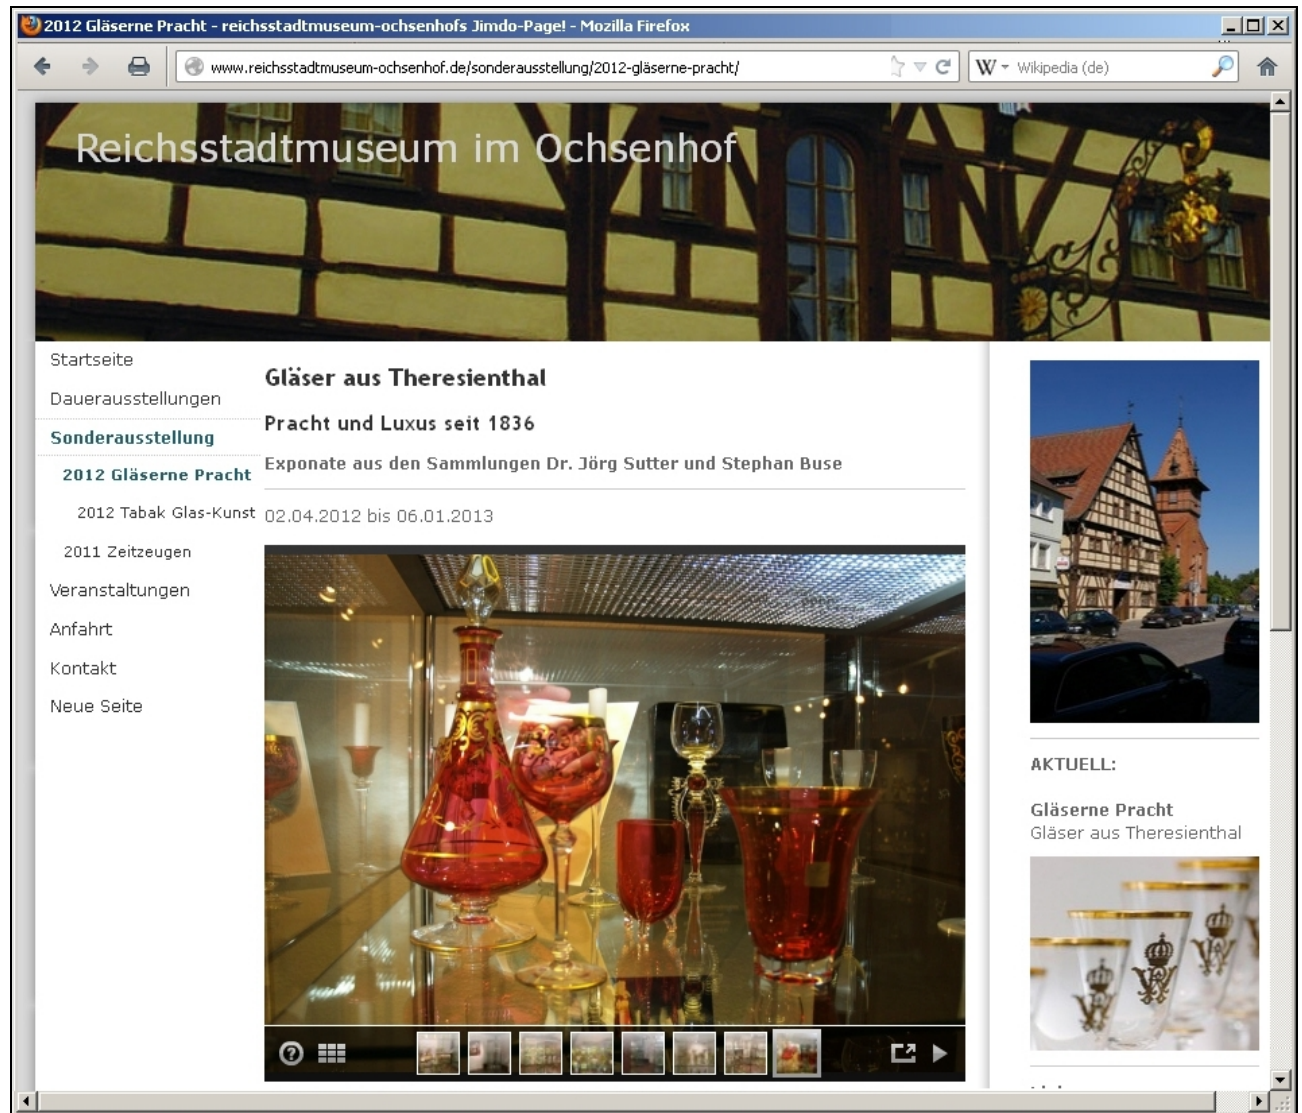 2012 Gläserne Pracht - reichsstadtmuseum-ochsenhofs Jimdo-Page! - Mozilla Firefox
www.reichsstadtmuseum-ochsenhof.de/sonderausstellung/2012-gläserne-pracht/
W Wikipedia (de)
Reichsstadtmuseum im Ochsenhof
Startseite
Dauerausstellungen
Sonderausstellung
2012 Gläserne Pracht
2012 Tabak Glas-Kunst
2011 Zeitzeugen
Veranstaltungen
Anfahrt
Kontakt
Neue Seite
Gläser aus Theresienthal
Pracht und Luxus seit 1836
Exponate aus den Sammlungen Dr. Jörg Sutter und Stephan Buse
02.04.2012 bis 06.01.2013
?
AKTUELL:
Gläserne Pracht
Gläser aus Theresienthal